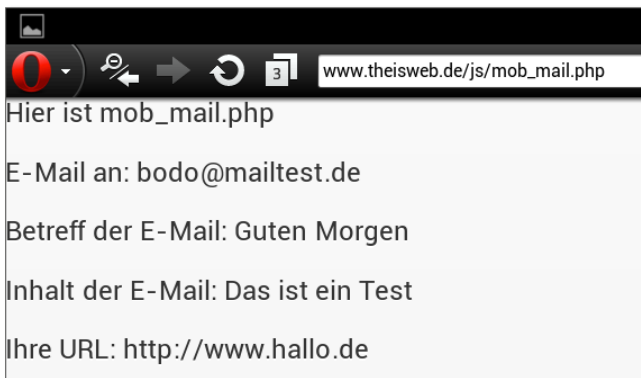 3
www.theisweb.de/js/mob_mail.php
Hier ist mob_mail.php
E-Mail an: bodo@mailtest.de
Betreff der E-Mail: Guten Morgen
Inhalt der E-Mail: Das ist ein Test
Ihre URL: http://www.hallo.de